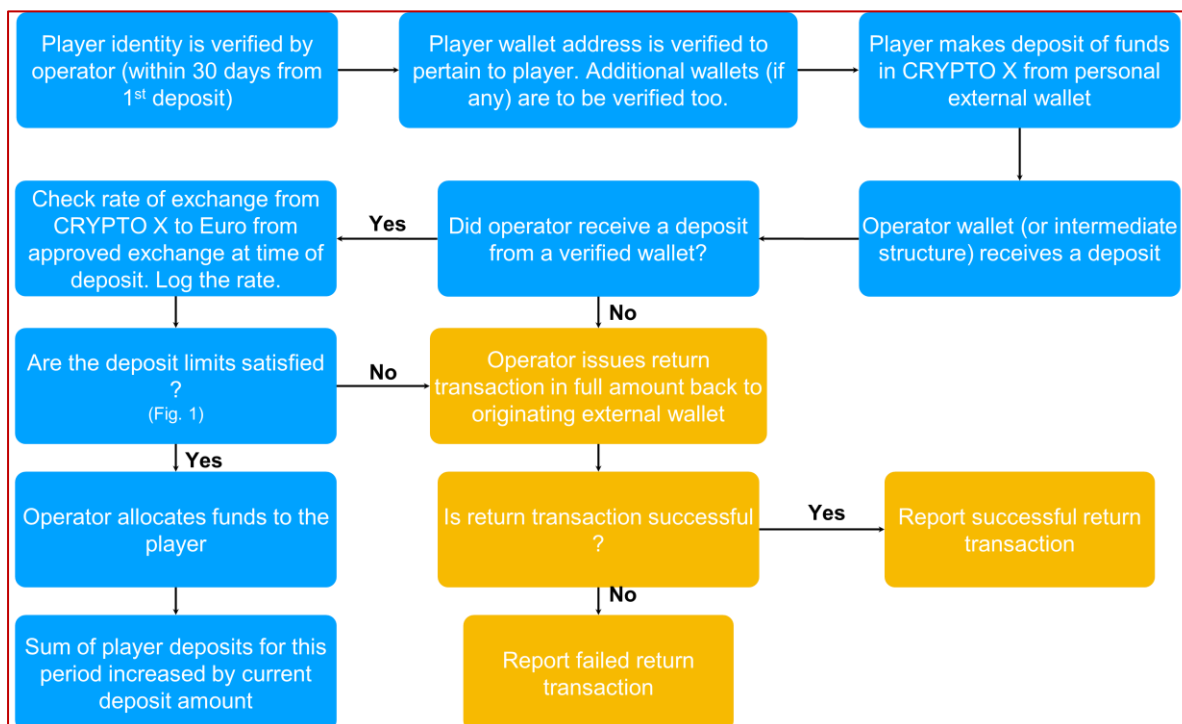 Player identity is verified by
operator (within 30 days from
1st deposit)
Player wallet address is verified to
pertain to player. Additional wallets (if
any) are to be verified too.
Player makes deposit of funds
in CRYPTO X from personal
external wallet
Check rate of exchange from
CRYPTO X to Euro from
approved exchange at time of
deposit. Log the rate.
Yes
Did operator receive a deposit
from a verified wallet?
Operator wallet (or intermediate
structure) receives a deposit
No
Are the deposit limits satisfied
?
(Fig. 1)
No
Operator issues return
transaction in full amount back to
originating external wallet
Yes
Operator allocates funds to the
player
Is return transaction successful
?
Yes
Report successful return
transaction
No
Sum of player deposits for this
period increased by current
deposit amount
Report failed return
transaction